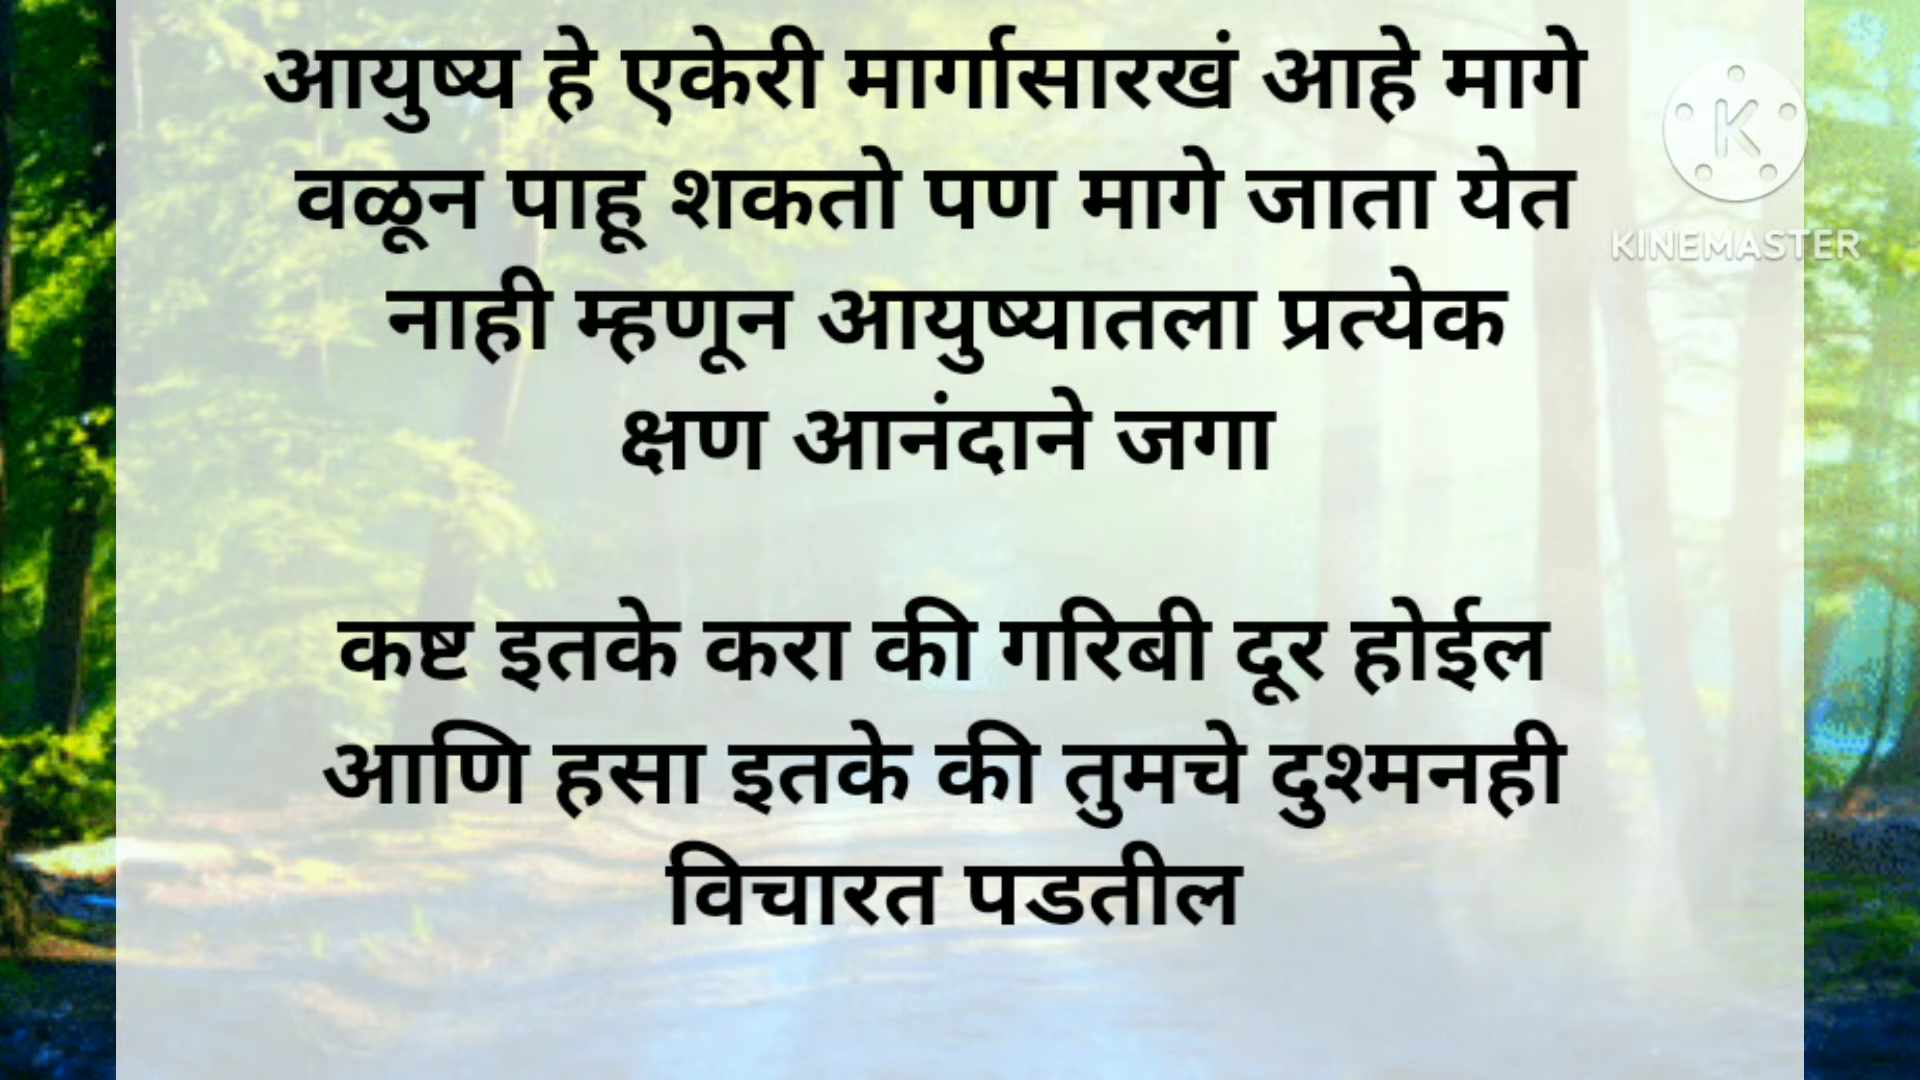 आयुष्य हे एकेरी मार्गासारखं आहे मागे
वळून पाहू शकतो पण मागे जाता येत
नाही म्हणून आयुष्यातला प्रत्येक
क्षण आनंदाने जगा
कष्ट इतके करा की गरिबी दूर होईल
आणि हसा इतके की तुमचे दुश्मनही
विचारत पडतील
K
KINEMASTER